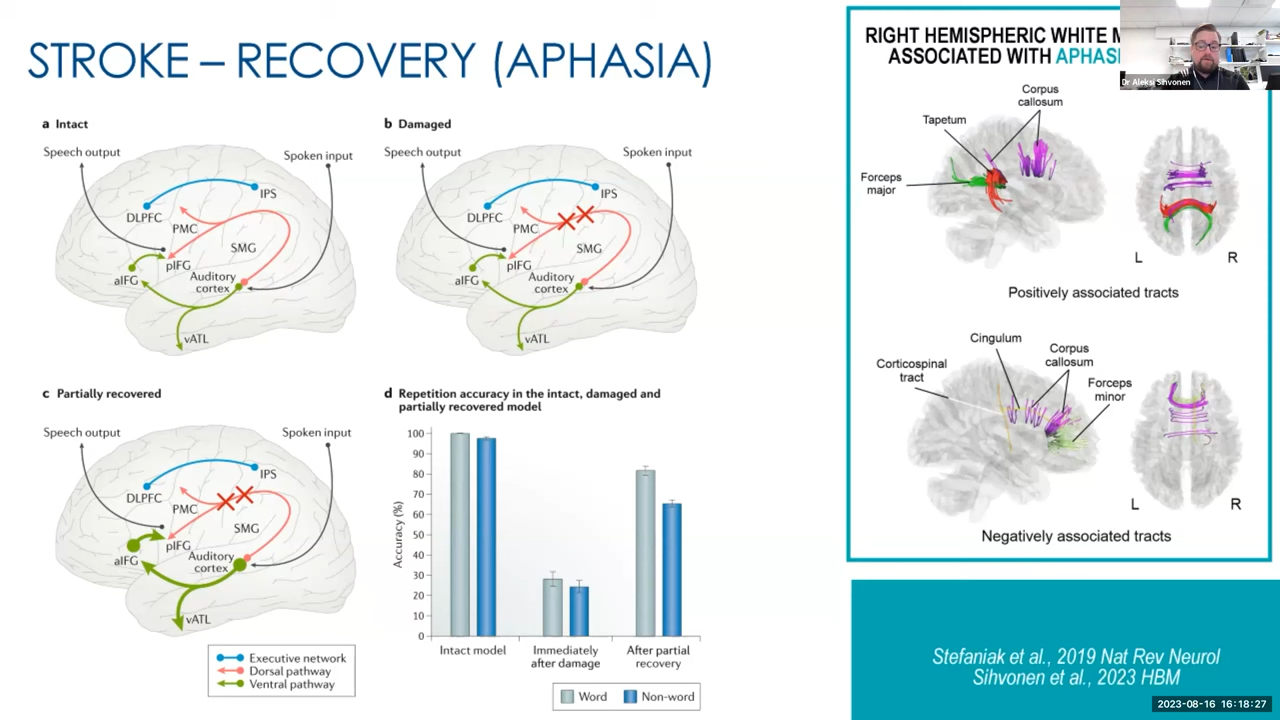 STROKE – RECOVERY (APHASIA)
a Intact
Speech output
Spoken input
IPS
DLPFC
PMC
SMG
pIFG
aIFG
Auditory
cortex
vATL
b Damaged
Speech output
Spoken input
IPS
DLPFC
PMC
SMG
pIFG
aIFG
Auditory
cortex
vATL
c Partially recovered
Speech output
Spoken input
IPS
DLPFC
PMC
SMG
pIFG
aIFG
Auditory
cortex
vATL
Executive network
Dorsal pathway
Ventral pathway
d Repetition accuracy in the intact, damaged and
partially recovered model
Accuracy (%)
100
90
80
70
60
50
40
30
20
10
0
Intact model
Immediately
after damage
After partial
recovery
Word
Non-word
RIGHT HEMISPHERIC WHITE
ASSOCIATED WITH
Dr Aleksi Sihvonen
Corpus
callosum
Tapetum
Forceps
major
L
R
Positively associated tracts
Cingulum
Corpus
callosum
Corticospinal
tract
Forceps
minor
L
R
Negatively associated tracts
Stefaniak et al., 2019 Nat Rev Neurol
Sihvonen et al., 2023 HBM
2023-08-16 16:18:27